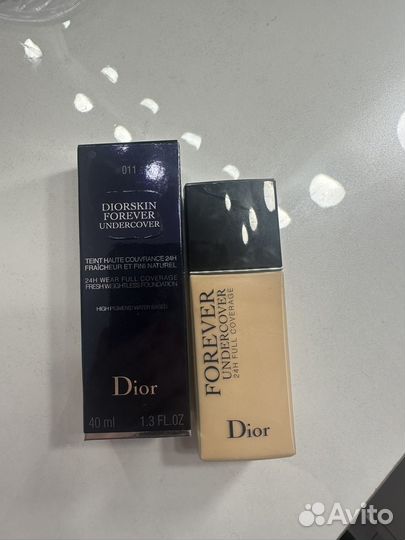 011
DIORSKIN
FOREVER
UNDERCOVER
TEINT HAUTE COUVRANCE 24H
FRAÎCHEUR ET FINI NATUREL
24H WEAR FULL COVERAGE
FRESH WEIGHTLESS FOUNDATION
HIGH PIGMENT WATER-BASED
Dior
40 ml 1.3 FL.OZ
FOREVER
UNDERCOVER
24H FULL COVERAGE
Dior
Avito